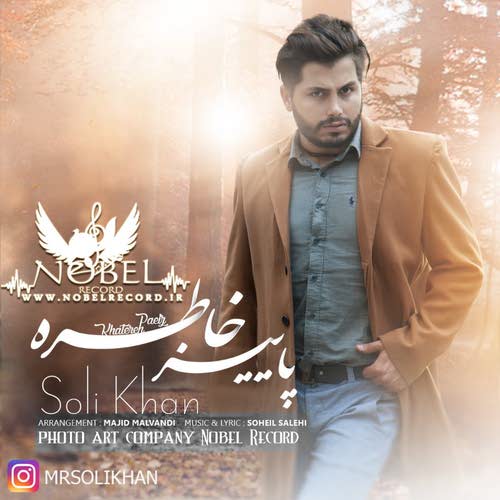 NOBEL
RECORD
WWW.NOBELRECORD.IR
خاطره
Khatereh Paeiz
پاییز
Soli Khan
ARRANGEMENT : MAJID MALVANDI - MUSIC & LYRIC : SOHEIL SALEHI
PHOTO ART COMPANY NOBEL RECORD
MRSOLIKHAN